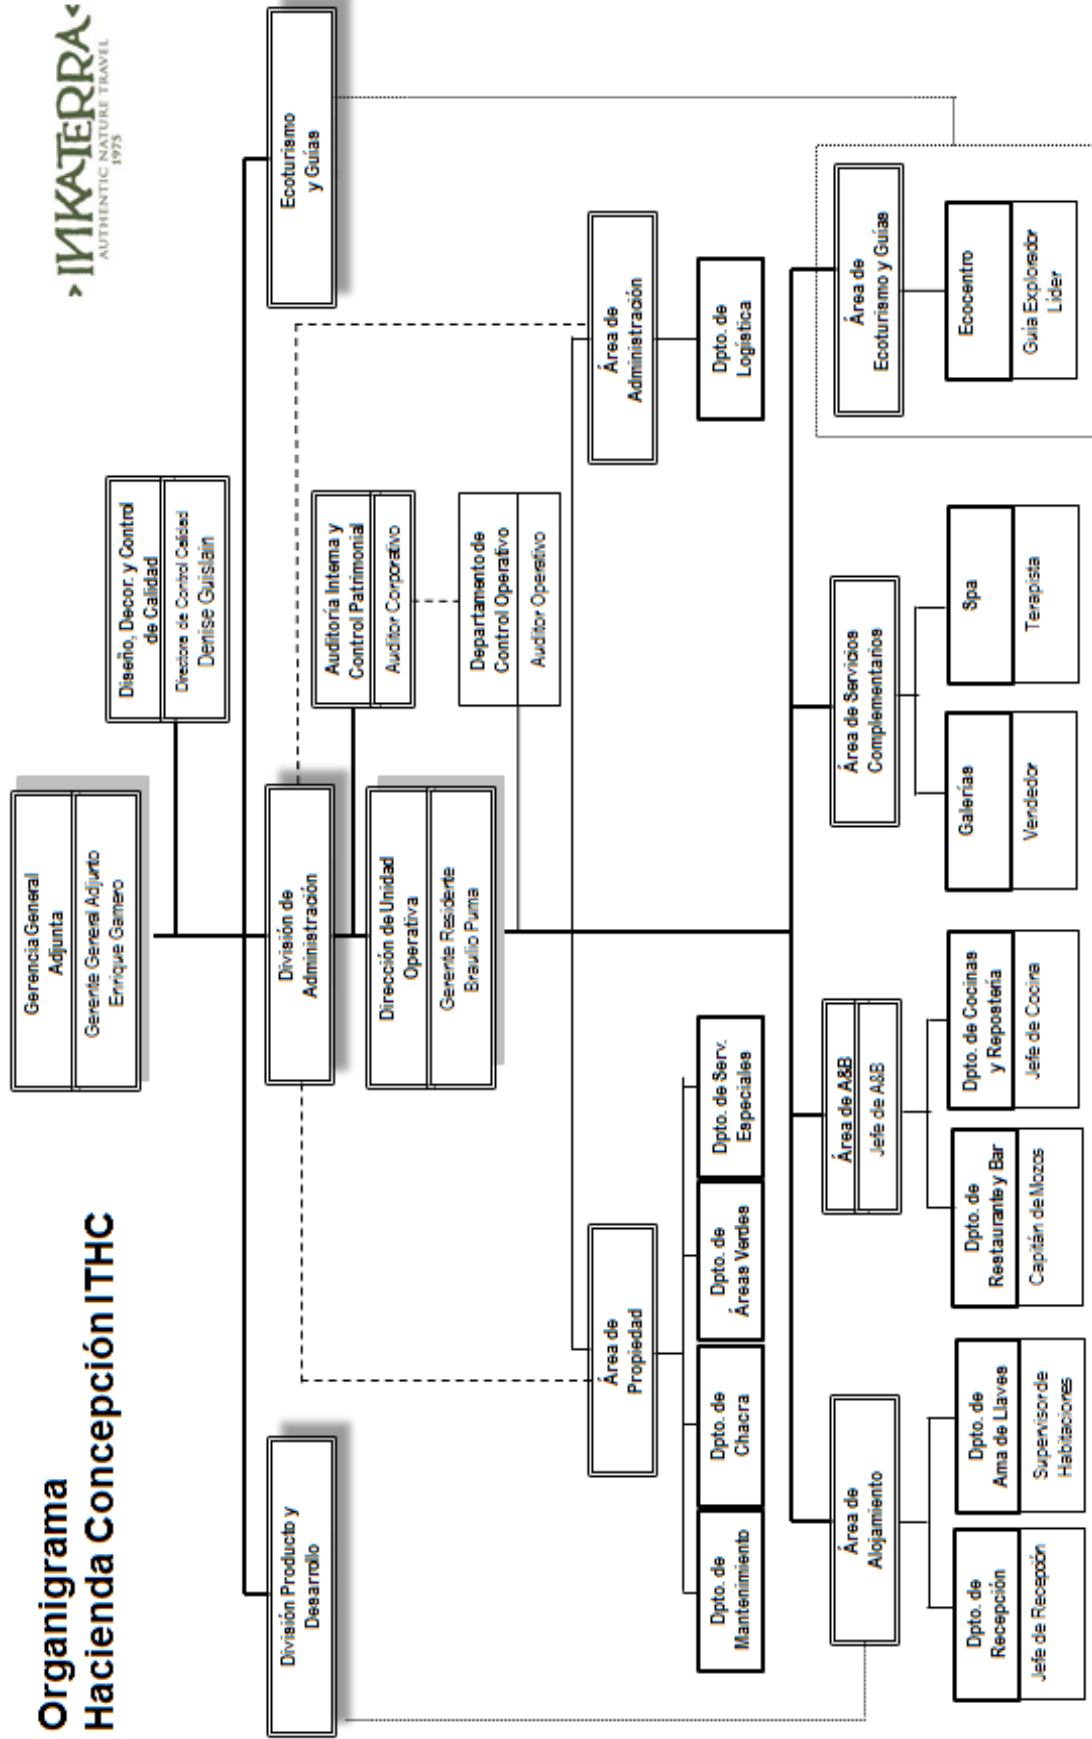 Organigrama
Hacienda Concepción ITHC
>INKATERRA<
AUTHENTIC NATURE TRAVEL
1975
Gerencia General
Adjunta
Gerente General Adjunto
Enrique Gamero
Diseño, Decor. y Control
de Calidad
Directora de Control Calidad
Denise Guislain
División Producto y
Desarrollo
División de
Administración
Ecoturismo
y Guías
Auditoría Interna y
Control Patrimonial
Auditor Corporativo
Dirección de Unidad
Operativa
Gerente Residente
Braulio Puma
Departamento de
Control Operativo
Auditor Operativo
Área de
Propiedad
Área de
Administración
Dpto. de
Mantenimiento
Dpto. de
Chacra
Dpto. de
Áreas Verdes
Dpto. de Serv.
Especiales
Dpto. de
Logística
Área de
Alojamiento
Área de A&B
Jefe de A&B
Área de Servicios
Complementarios
Área de
Ecoturismo y Guías
Dpto. de
Recepción
Jefe de Recepción
Dpto. de
Ama de Llaves
Supervisor de
Habitaciones
Dpto. de
Restaurante y Bar
Capitán de Mozos
Dpto. de Cocinas
y Repostería
Jefe de Cocina
Galerías
Vendedor
Spa
Terapista
Ecocentro
Guía Explorador
Líder